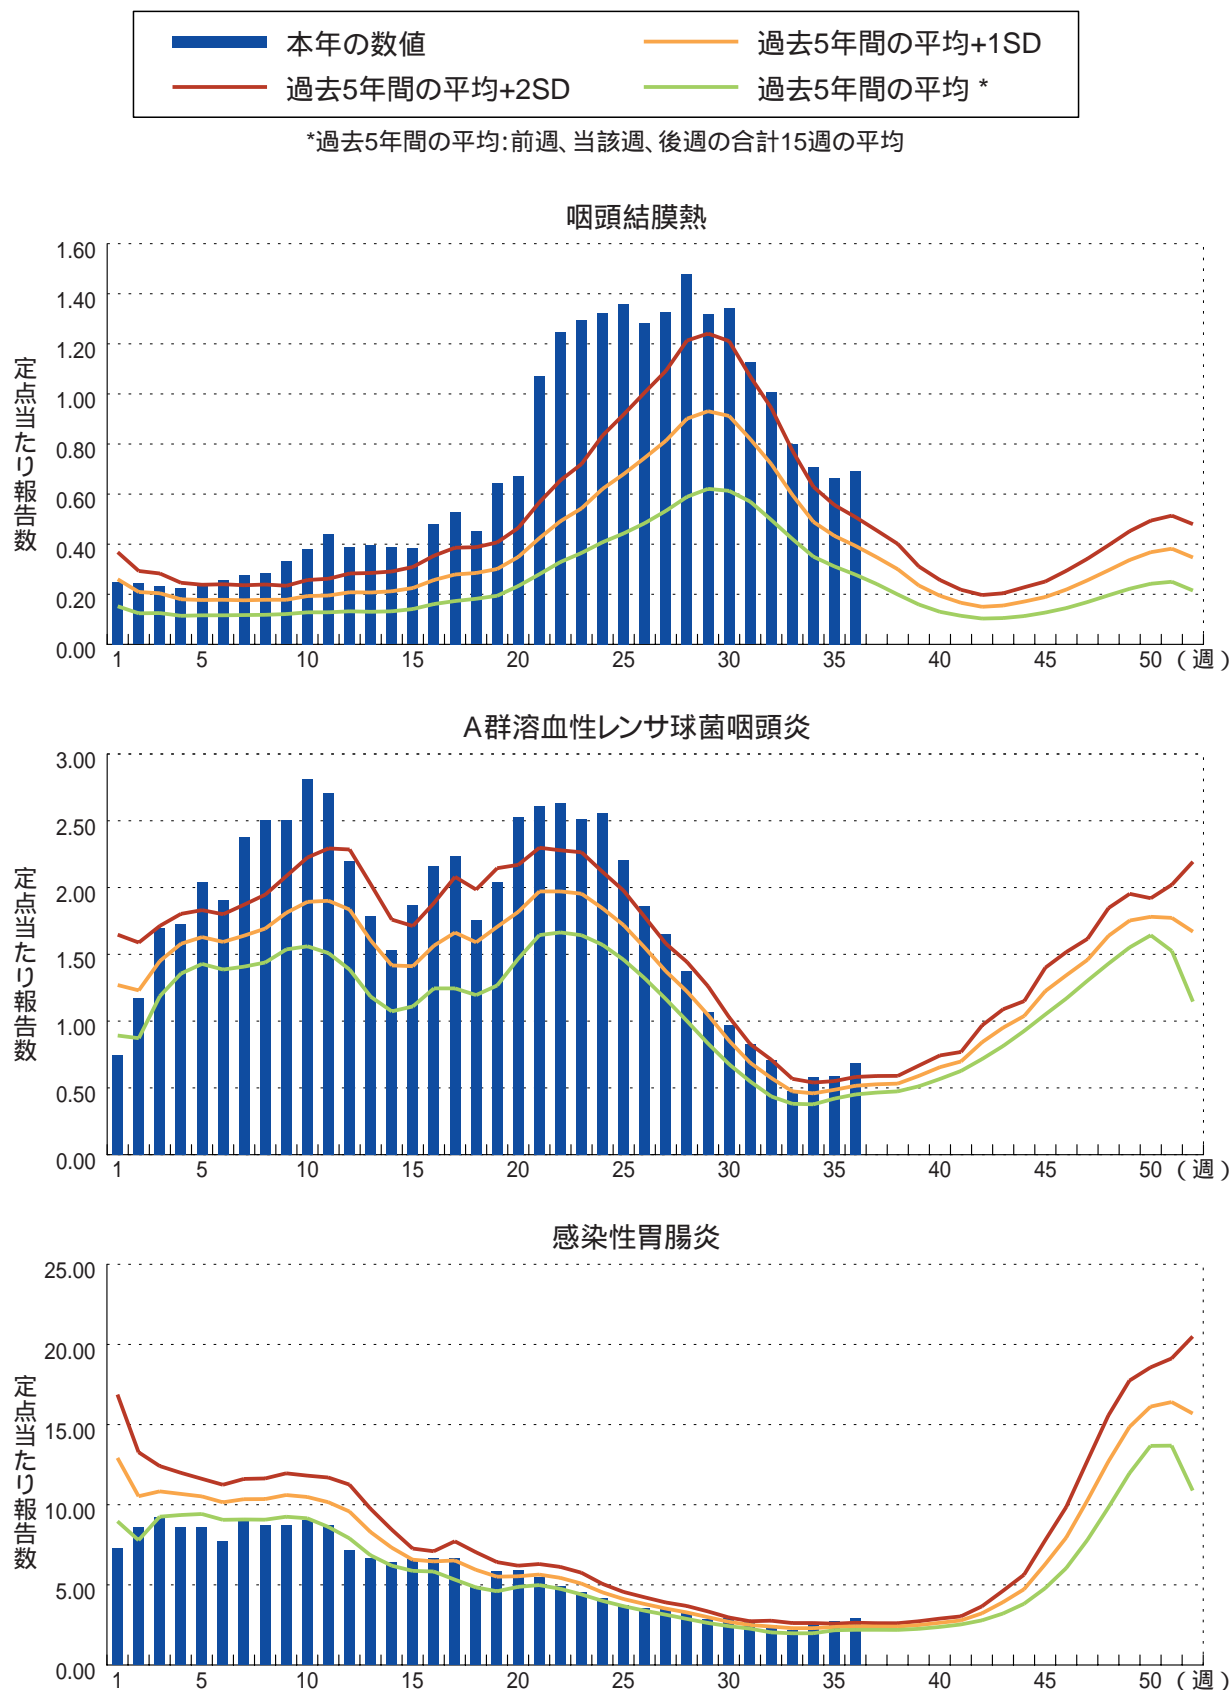 本年の数値
過去5年間の平均+1SD
過去5年間の平均+2SD
過去5年間の平均 *
*過去5年間の平均:前週、当該週、後週の合計15週の平均
咽頭結膜熱
定点当たり報告数
1.60
1.40
1.20
1.00
0.80
0.60
0.40
0.20
0.00
1 5 10 15 20 25 30 35 40 45 50 (週)
A群溶血性レンサ球菌咽頭炎
定点当たり報告数
3.00
2.50
2.00
1.50
1.00
0.50
0.00
1 5 10 15 20 25 30 35 40 45 50 (週)
感染性胃腸炎
定点当たり報告数
25.00
20.00
15.00
10.00
5.00
0.00
1 5 10 15 20 25 30 35 40 45 50 (週)